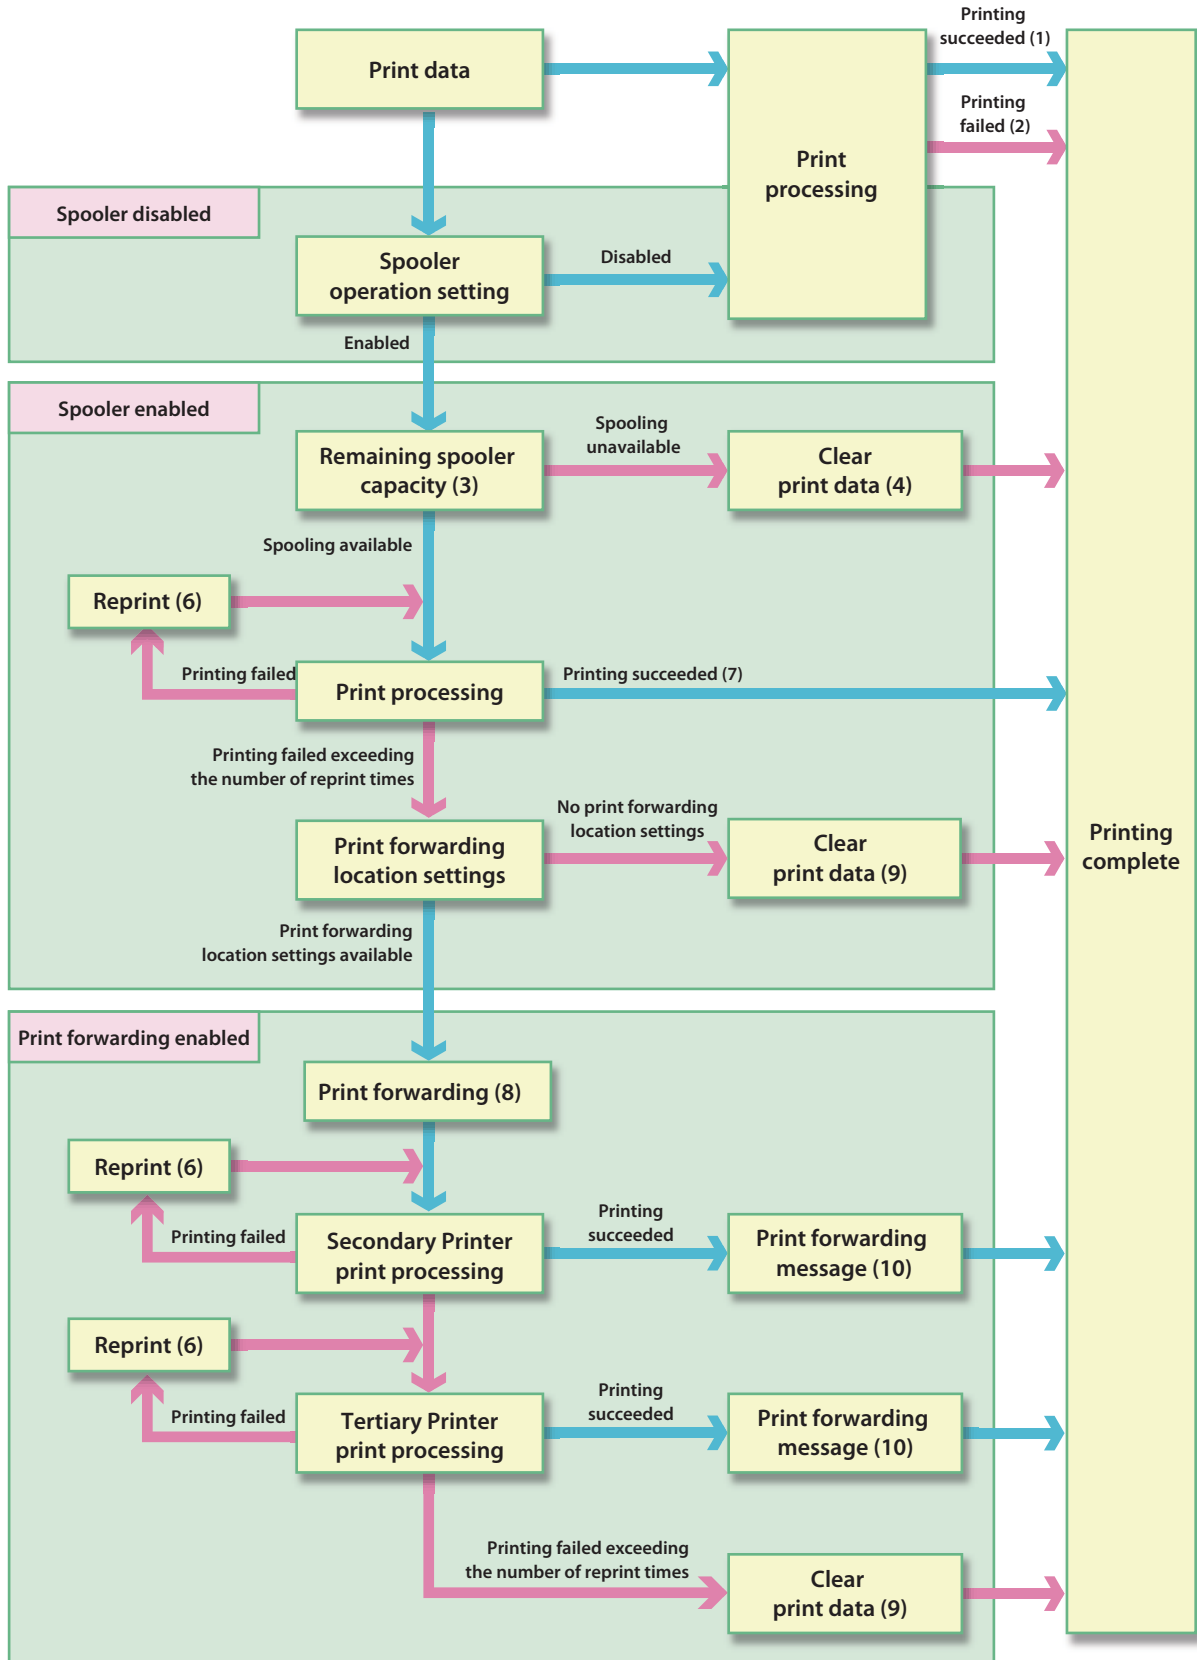 Printing
succeeded (1)
Print data
Printing
failed (2)
Print
processing
Spooler disabled
Spooler
operation setting
Disabled
Enabled
Spooler enabled
Remaining spooler
capacity (3)
Spooling
unavailable
Clear
print data (4)
Spooling available
Reprint (6)
Printing failed
Print processing
Printing succeeded (7)
Printing failed exceeding
the number of reprint times
Print forwarding
location settings
No print forwarding
location settings
Clear
print data (9)
Printing
complete
Print forwarding
location settings available
Print forwarding enabled
Print forwarding (8)
Reprint (6)
Printing failed
Secondary Printer
print processing
Printing
succeeded
Print forwarding
message (10)
Reprint (6)
Printing failed
Tertiary Printer
print processing
Printing
succeeded
Print forwarding
message (10)
Printing failed exceeding
the number of reprint times
Clear
print data (9)